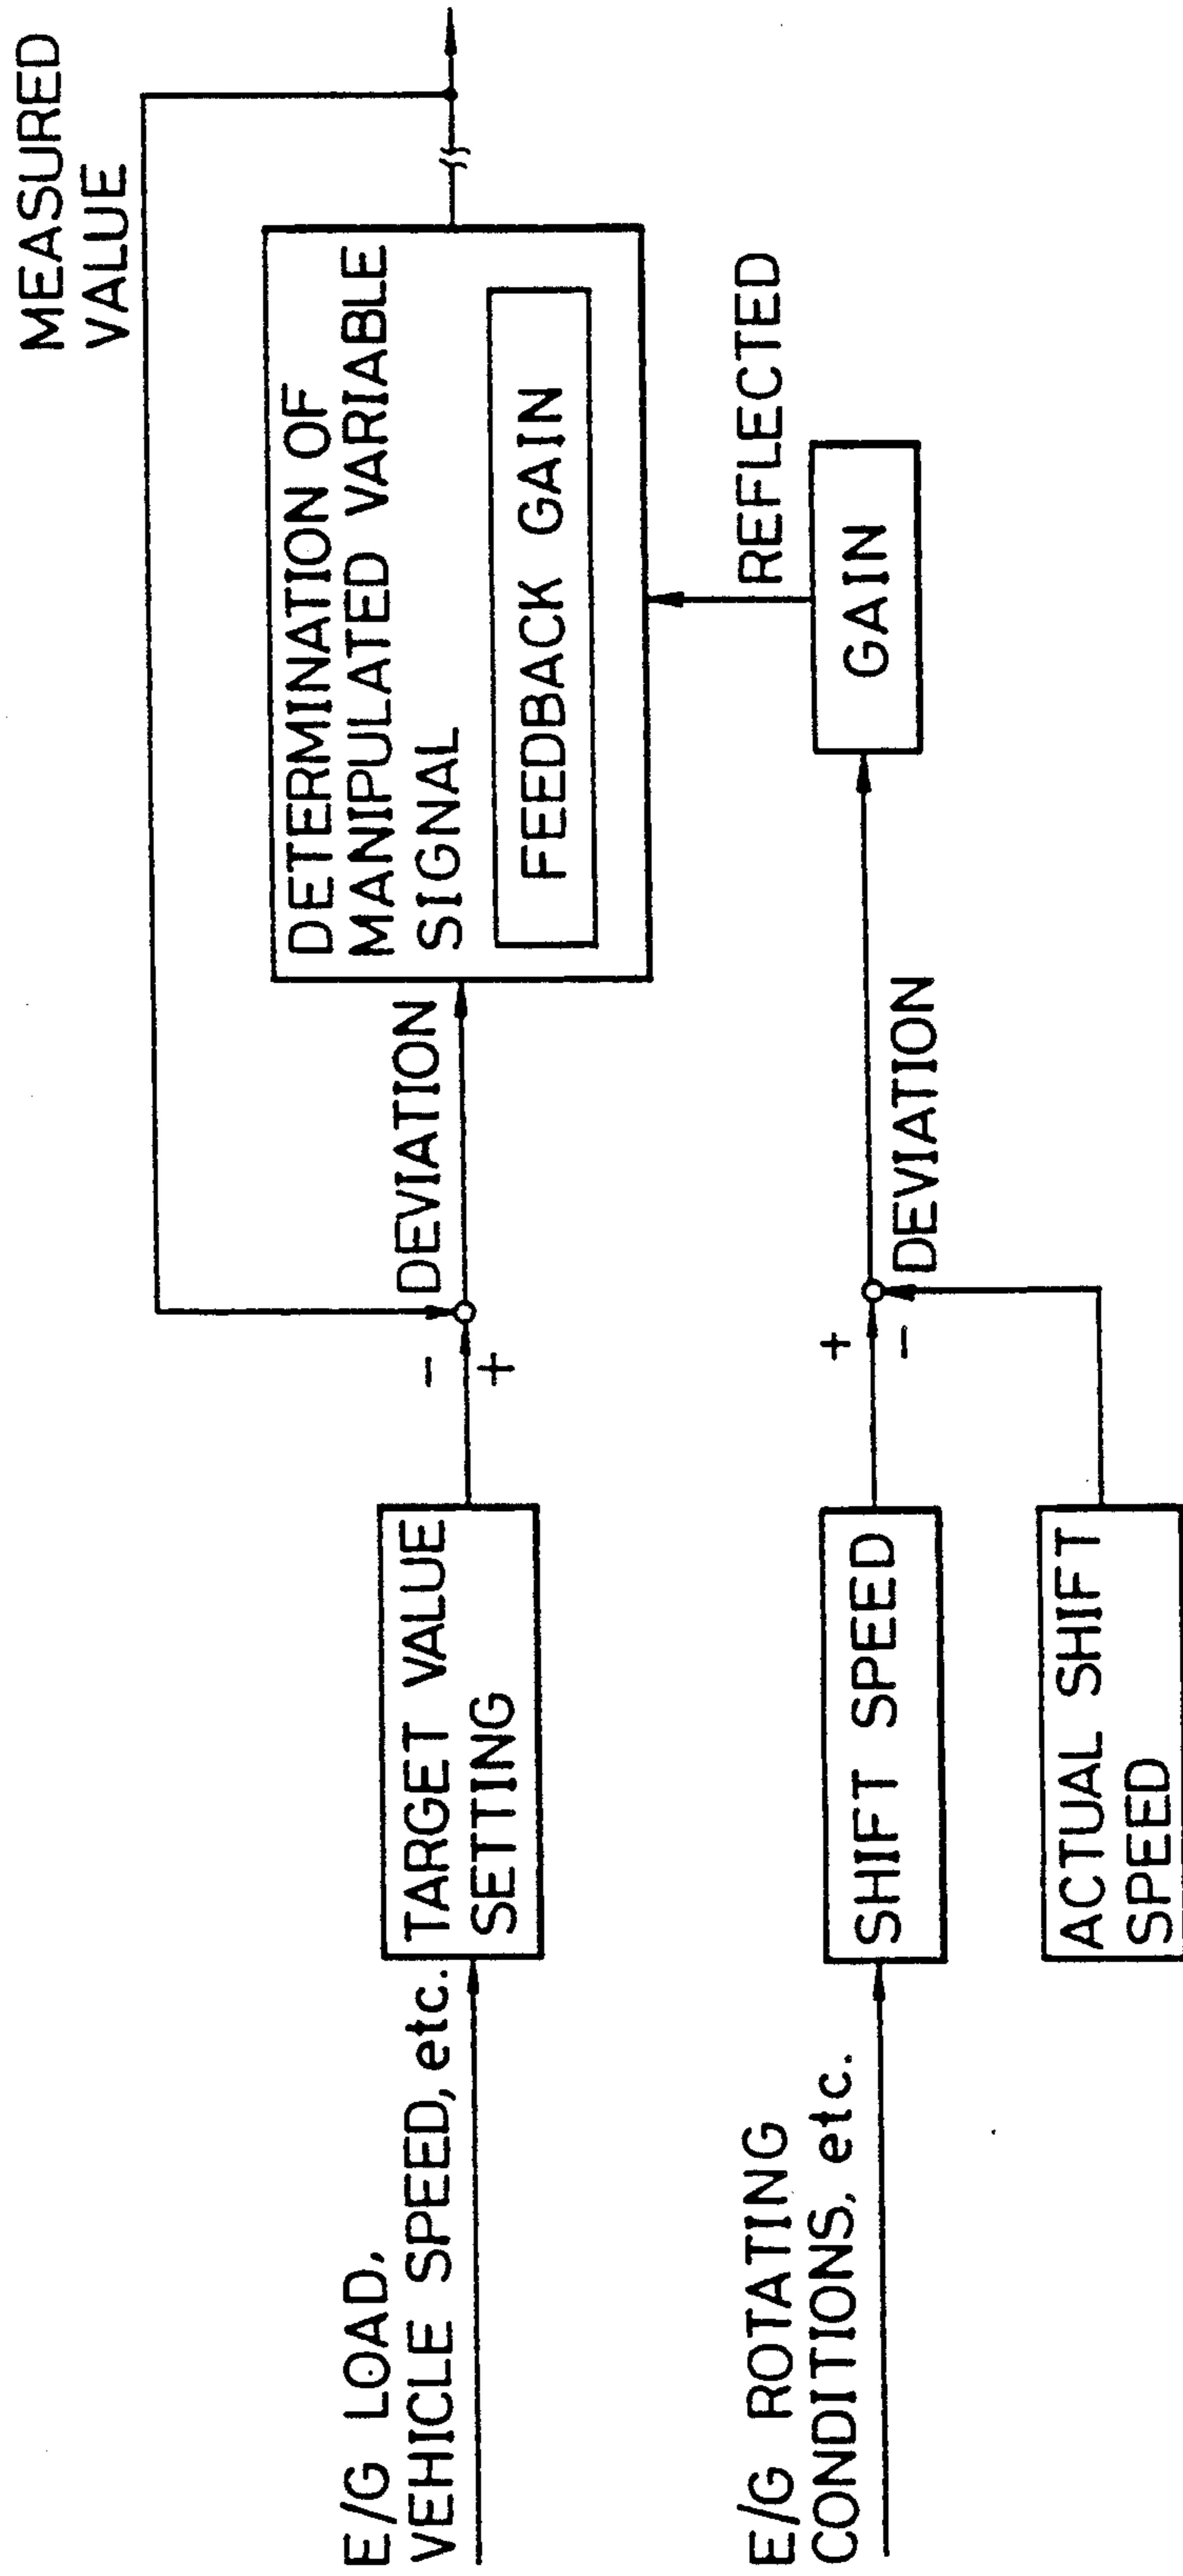 MEASURED
VALUE
E/G LOAD,
VEHICLE SPEED, etc.
TARGET VALUE
SETTING
-
+
DEVIATION
DETERMINATION OF
MANIPULATED VARIABLE
SIGNAL
FEEDBACK GAIN
REFLECTED
E/G ROTATING
CONDITIONS, etc.
SHIFT SPEED
+
-
DEVIATION
GAIN
ACTUAL SHIFT
SPEED